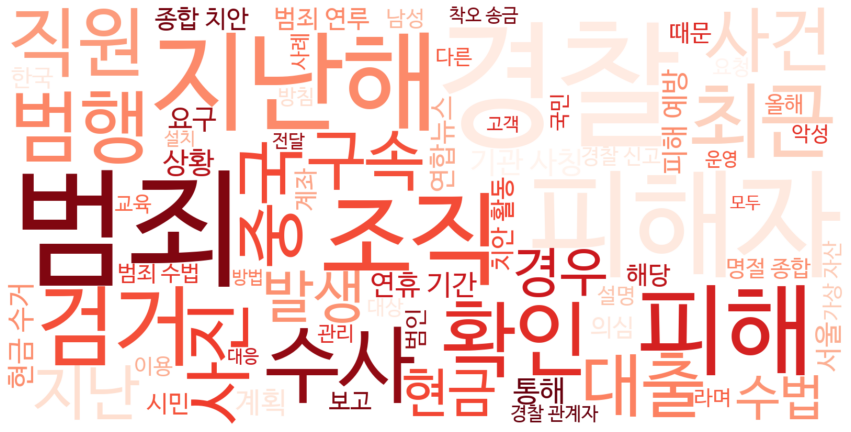 종합 치안
범죄 연루
남성
착오 송금
때문
사건
직원
지난해
경찰
사례
다른
요청
한국
방침
범행
최근
올해
국민
고객
요구
악성
연합뉴스
피해 예방
설치
전달
구속
기관 사칭
경찰 신고
운영
상황
중국
계좌
범죄
교육
조직
치안 활동
피해자
모두
범죄 수법
방법
연휴 기간
경우
해당
명절 종합
가상 자산
현금 수거
검거
사진
발생
대상
확인
설명
피해
서울
의심
관리
범인
수사
대응
이용
지난
시민
계획
보고
현금
통해
경찰 관계자
대출
라며
수법